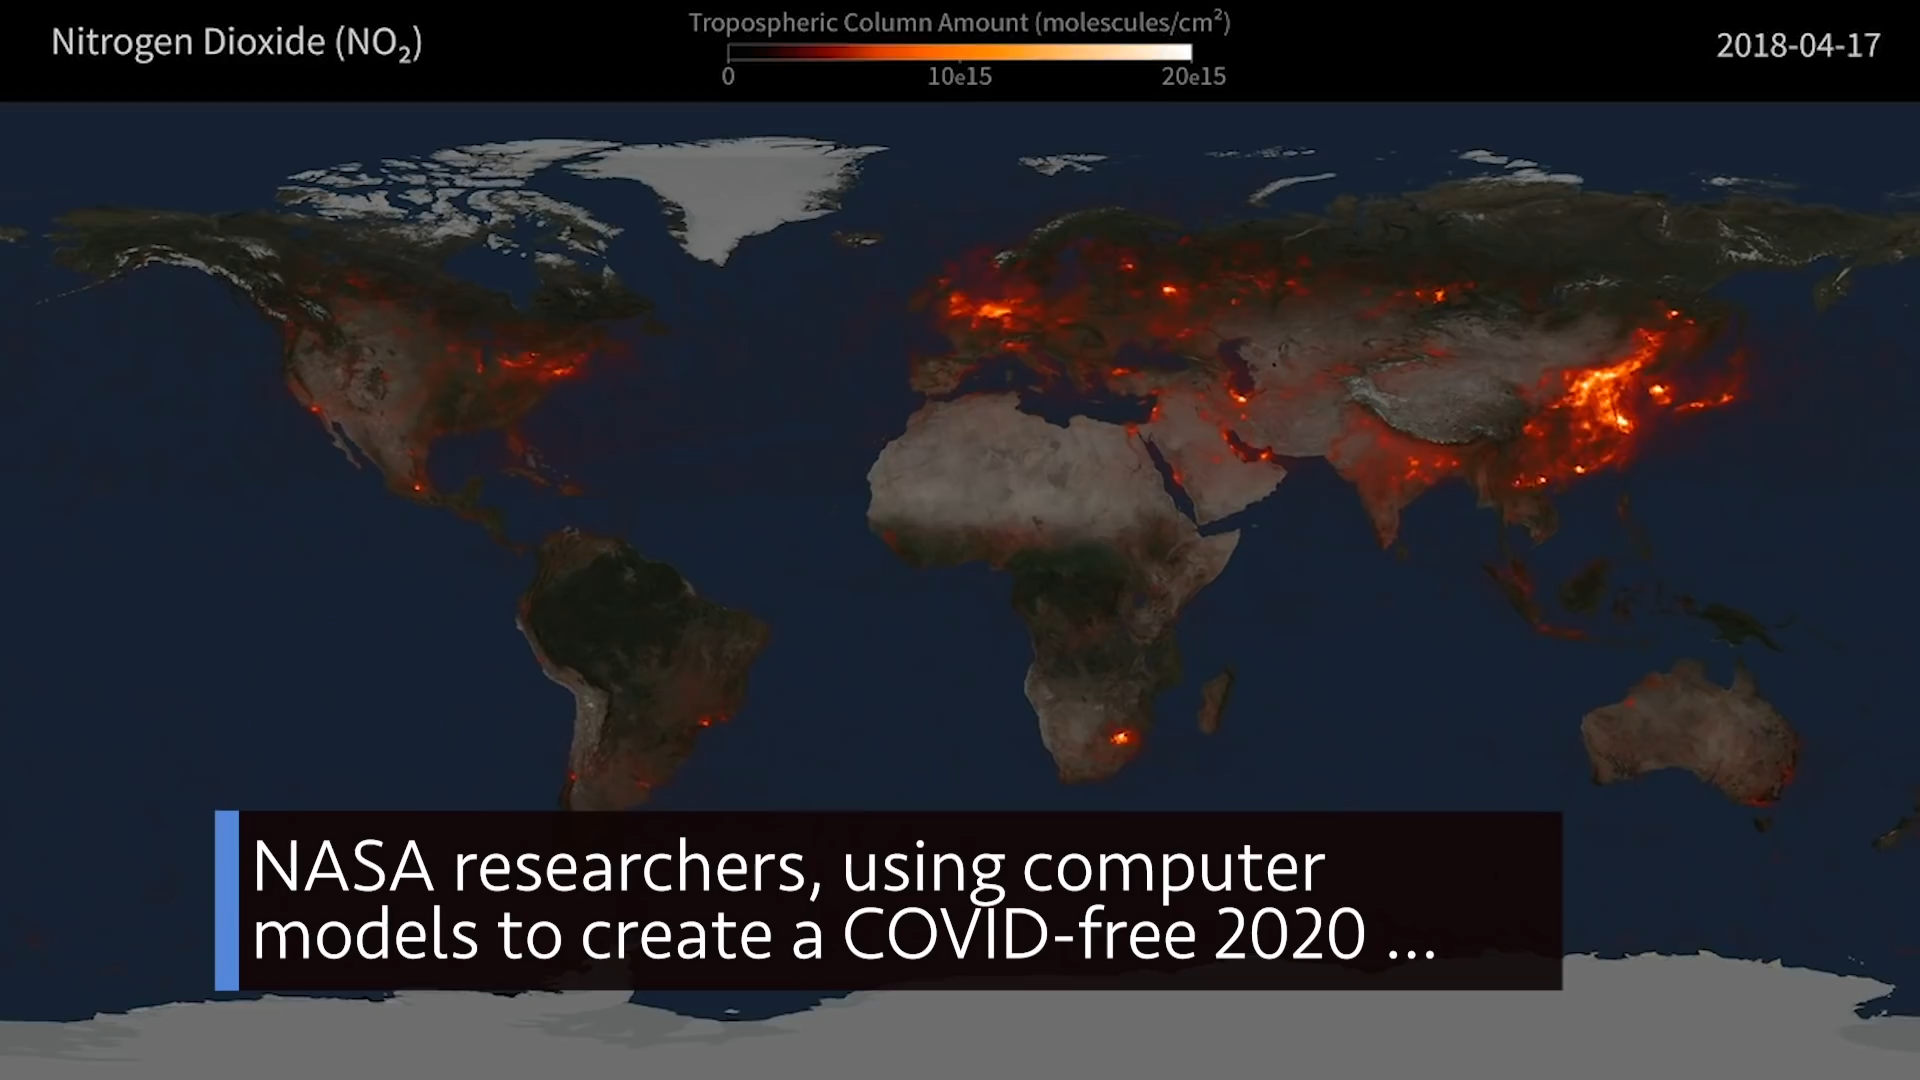 Nitrogen Dioxide (NO₂)
Tropospheric Column Amount (molescules/cm²)
0 10e15 20e15
2018-04-17
NASA researchers, using computer
models to create a COVID-free 2020 ...